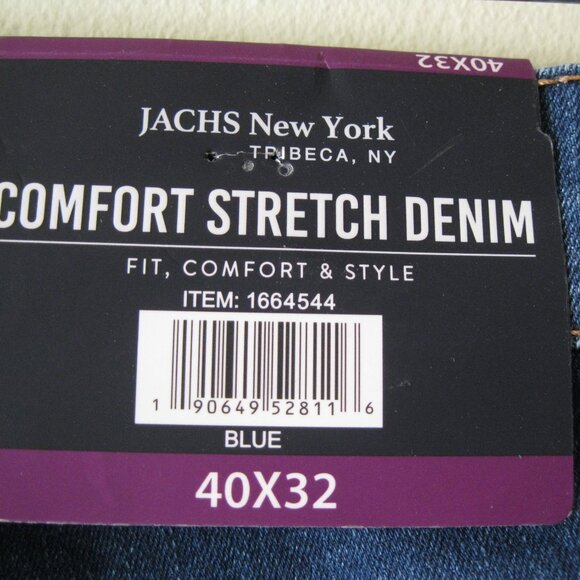 40X32
JACHS New York
TRIBECA, NY
COMFORT STRETCH DENIM
FIT, COMFORT & STYLE
ITEM: 1664544
1 90649 52811 6
BLUE
40X32